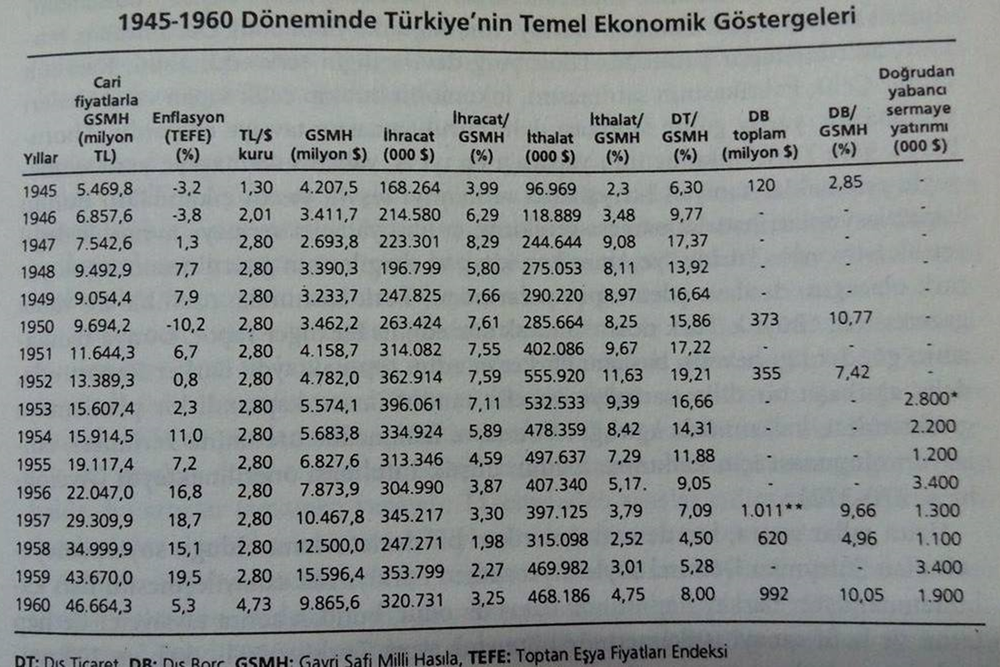 1945-1960 Döneminde Türkiye'nin Temel Ekonomik Göstergeleri
Yıllar Cari fiyatlarla GSMH (milyon TL) Enflasyon (TEFE) (%) TL/$ kuru GSMH (milyon $) İhracat (000 $) İhracat/ GSMH (%) İthalat (000 $) İthalat/ GSMH (%) DT/ GSMH (%) DB toplam (milyon $) DB/ GSMH (%) Doğrudan yabancı sermaye yatırımı (000 $)
1945 5.469,8 -3,2 1,30 4.207,5 168.264 3,99 96.969 2,3 6,30 120 2,85 -
1946 6.857,6 -3,8 2,01 3.411,7 214.580 6,29 118.889 3,48 9,77 - - -
1947 7.542,6 1,3 2,80 2.693,8 223.301 8,29 244.644 9,08 17,37 - - -
1948 9.492,9 7,7 2,80 3.390,3 196.799 5,80 275.053 8,11 13,92 - - -
1949 9.054,4 7,9 2,80 3.233,7 247.825 7,66 290.220 8,97 16,64 - - -
1950 9.694,2 -10,2 2,80 3.462,2 263.424 7,61 285.664 8,25 15,86 373 10,77 -
1951 11.644,3 6,7 2,80 4.158,7 314.082 7,55 402.086 9,67 17,22 - - -
1952 13.389,3 0,8 2,80 4.782,0 362.914 7,59 555.920 11,63 19,21 355 7,42 -
1953 15.607,4 2,3 2,80 5.574,1 396.061 7,11 532.533 9,39 16,66 - - 2.800*
1954 15.914,5 11,0 2,80 5.683,8 334.924 5,89 478.359 8,42 14,31 - - 2.200
1955 19.117,4 7,2 2,80 6.827,6 313.346 4,59 497.637 7,29 11,88 - - 1.200
1956 22.047,0 16,8 2,80 7.873,9 304.990 3,87 407.340 5,17. 9,05 - - 3.400
1957 29.309,9 18,7 2,80 10.467,8 345.217 3,30 397.125 3,79 7,09 1.011** 9,66 1.300
1958 34.999,9 15,1 2,80 12.500,0 247.271 1,98 315.098 2,52 4,50 620 4,96 1.100
1959 43.670,0 19,5 2,80 15.596,4 353.799 2,27 469.982 3,01 5,28 - - 3.400
1960 46.664,3 5,3 4,73 9.865,6 320.731 3,25 468.186 4,75 8,00 992 10,05 1.900
DT: Dış Ticaret, DB: Dış Borç, GSMH: Gayri Safi Milli Hasıla, TEFE: Toptan Eşya Fiyatları Endeksi